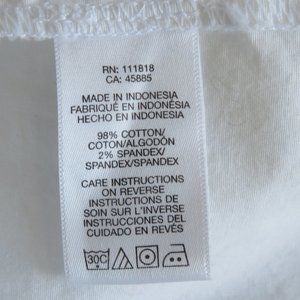 RN: 111818
CA: 45885
MADE IN INDONESIA
FABRIQUÉ EN INDONÉSIA
HECHO EN INDONESIA
98% COTTON/
COTON/ALGODÓN
2% SPANDEX/
SPANDEX/SPANDEX
CARE INSTRUCTIONS
ON REVERSE
INSTRUCTIONS DE
SOIN SUR L'INVERSE
INSTRUCCIONES DEL
CUIDADO EN REVÉS
30C